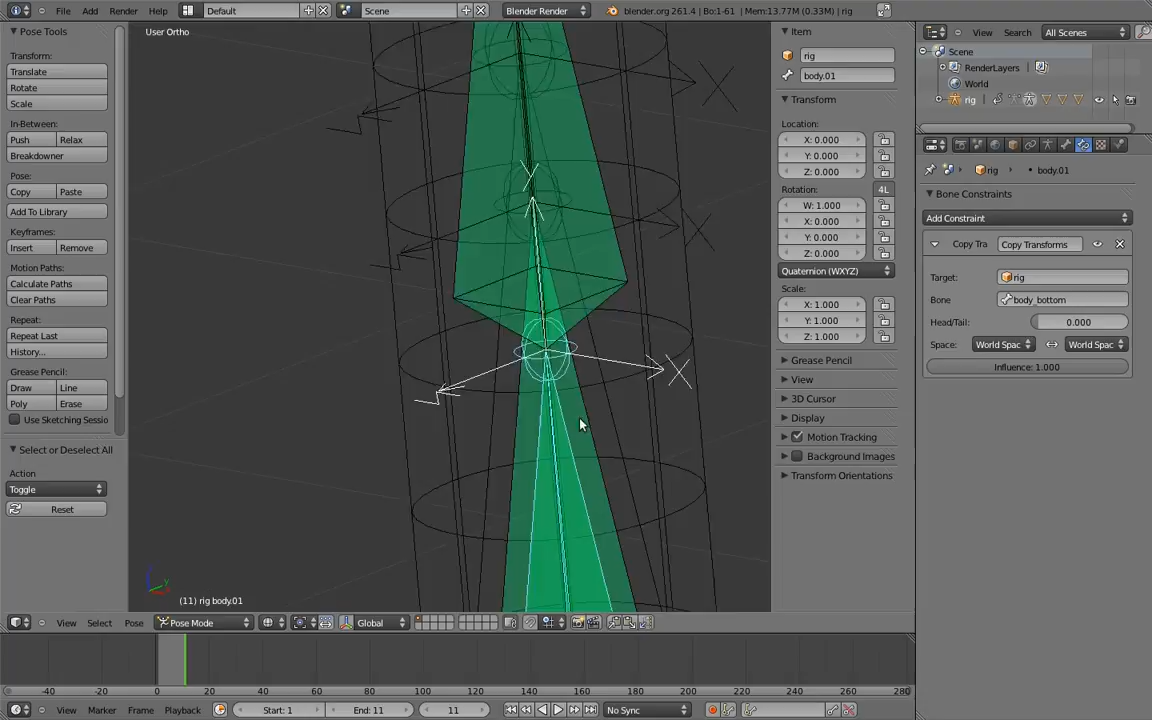 File Add Render Help Default Scene Blender Render blender.org 261.4 | Bo:1-61 | Mem:13.77M (0.33M) | rig
View Search All Scenes
Pose Tools
Transform:
Translate
Rotate
Scale
In-Between:
Push Relax
Breakdowner
Pose:
Copy Paste
Add To Library
Keyframes:
Insert Remove
Motion Paths:
Calculate Paths
Clear Paths
Repeat:
Repeat Last
History...
Grease Pencil:
Draw Line
Poly Erase
Use Sketching Sessio
Select or Deselect All
Action
Toggle
Reset
User Ortho
X
Y
X
X
(11) rig body.01
Item
rig
body.01
Transform
Location:
X: 0.000
Y: 0.000
Z: 0.000
Rotation: 4L
W: 1.000
X: 0.000
Y: 0.000
Z: 0.000
Quaternion (WXYZ)
Scale:
X: 1.000
Y: 1.000
Z: 1.000
Grease Pencil
View
3D Cursor
Display
Motion Tracking
Background Images
Transform Orientations
Scene
RenderLayers
World
rig
rig body.01
Bone Constraints
Add Constraint
Copy Tra Copy Transforms
Target: rig
Bone body_bottom
Head/Tail: 0.000
Space: World Spac World Spac
Influence: 1.000
View Select Pose Pose Mode Global
-40 -20 0 20 40 60 80 100 120 140 160 180 200 220 240 260 280
View Marker Frame Playback Start: 1 End: 11 11 No Sync